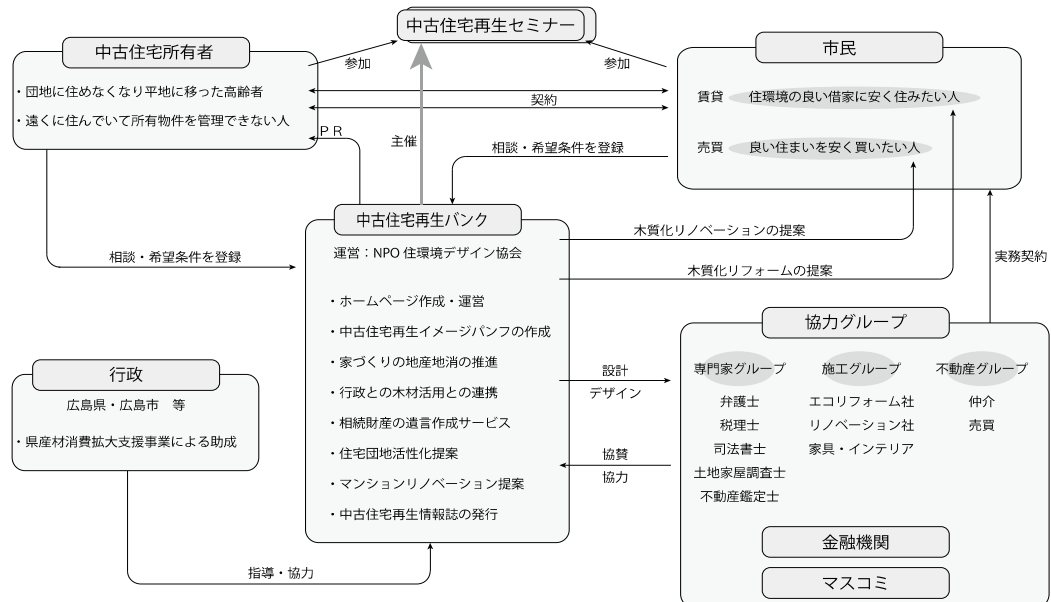 中古住宅再生セミナー
中古住宅所有者
・団地に住めなくなり平地に移った高齢者
・遠くに住んでいて所有物件を管理できない人
参加
参加
契約
ＰＲ
主催
相談・希望条件を登録
市民
賃貸　住環境の良い借家に安く住みたい人
売買　良い住まいを安く買いたい人
相談・希望条件を登録
中古住宅再生バンク
運営：NPO 住環境デザイン協会
・ホームページ作成・運営
・中古住宅再生イメージパンフの作成
・家づくりの地産地消の推進
・行政との木材活用との連携
・相続財産の遺言作成サービス
・住宅団地活性化提案
・マンションリノベーション提案
・中古住宅再生情報誌の発行
木質化リノベーションの提案
木質化リフォームの提案
実務契約
行政
広島県・広島市　等
・県産材消費拡大支援事業による助成
指導・協力
設計
デザイン
協賛
協力
協力グループ
専門家グループ
弁護士
税理士
司法書士
土地家屋調査士
不動産鑑定士
施工グループ
エコリフォーム社
リノベーション社
家具・インテリア
不動産グループ
仲介
売買
金融機関
マスコミ